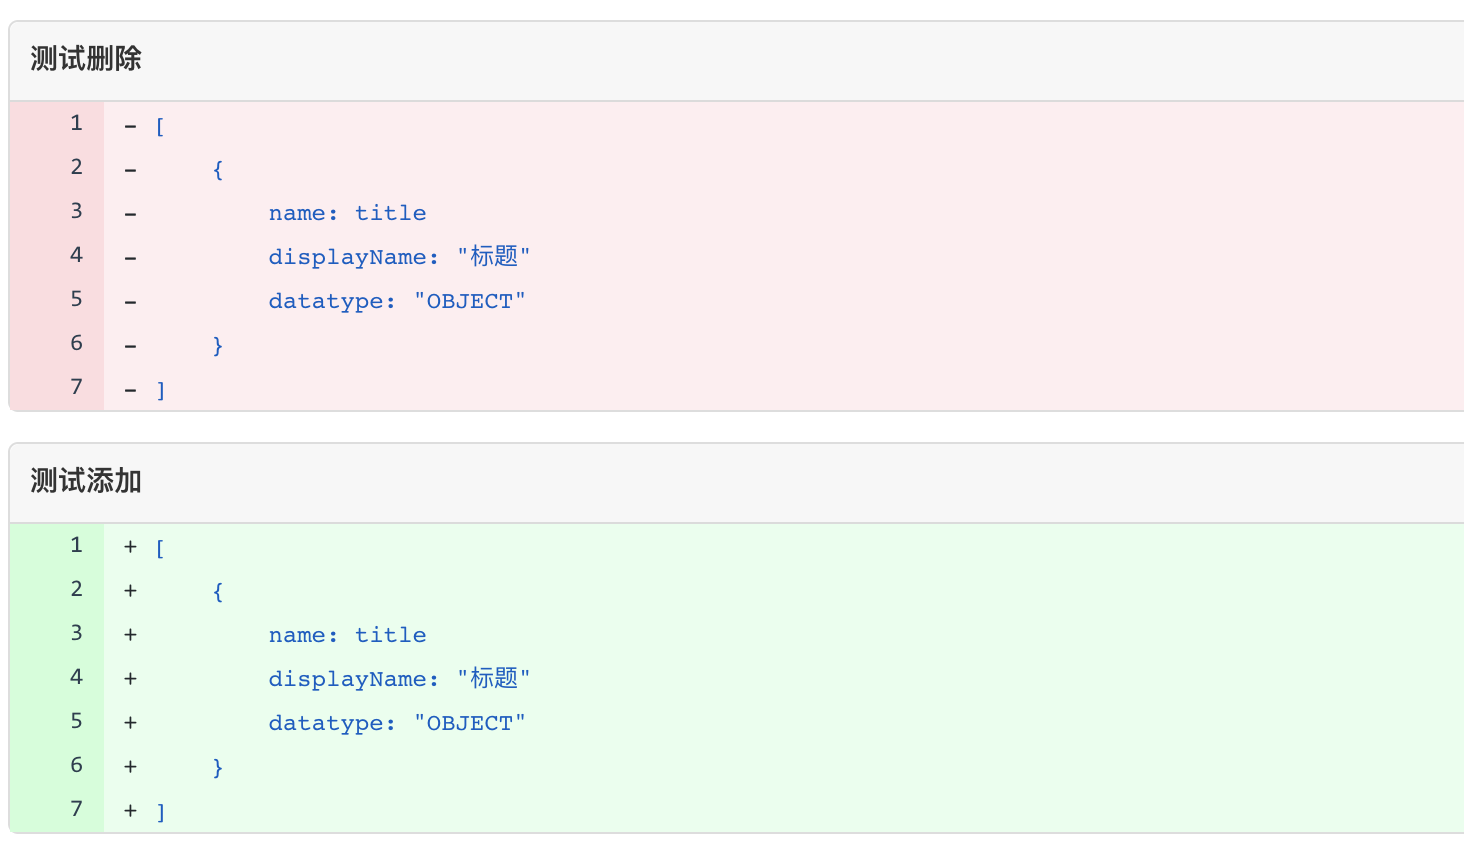 测试删除
1 - [
2 - {
3 - name: title
4 - displayName: "标题"
5 - datatype: "OBJECT"
6 - }
7 - ]
测试添加
1 + [
2 + {
3 + name: title
4 + displayName: "标题"
5 + datatype: "OBJECT"
6 + }
7 + ]